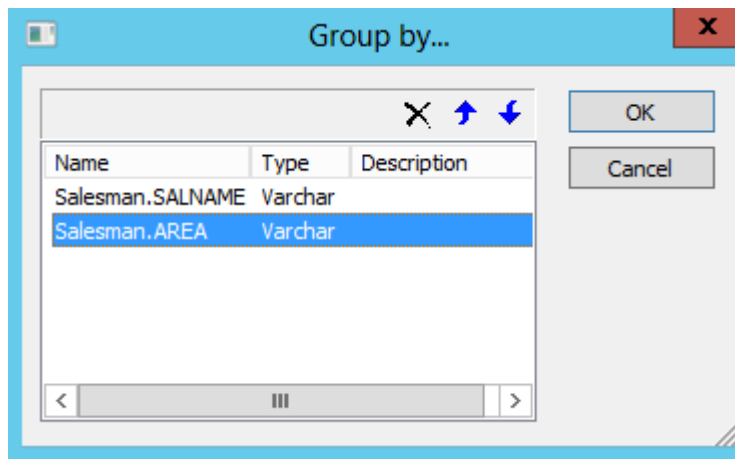 Group by...
OK
Name Type Description
Cancel
Salesman.SALNAME Varchar
Salesman.AREA Varchar